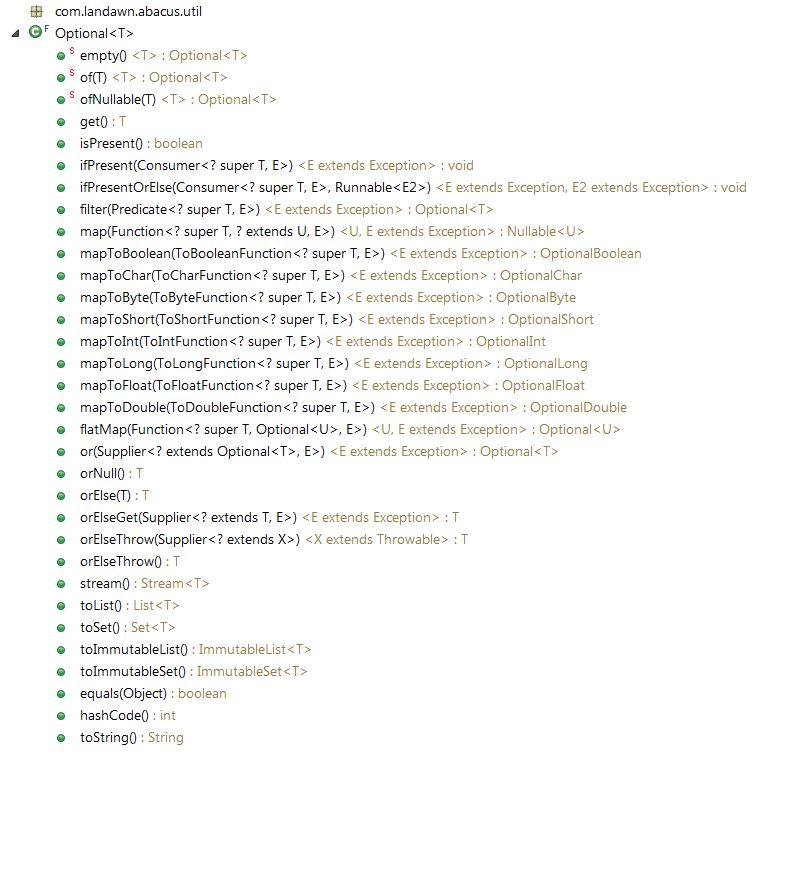 com.landawn.abacus.util
C F Optional<T>
S empty() <T> : Optional<T>
S of(T) <T> : Optional<T>
S ofNullable(T) <T> : Optional<T>
get() : T
isPresent() : boolean
ifPresent(Consumer<? super T, E>) <E extends Exception> : void
ifPresentOrElse(Consumer<? super T, E>, Runnable<E2>) <E extends Exception, E2 extends Exception> : void
filter(Predicate<? super T, E>) <E extends Exception> : Optional<T>
map(Function<? super T, ? extends U, E>) <U, E extends Exception> : Nullable<U>
mapToBoolean(ToBooleanFunction<? super T, E>) <E extends Exception> : OptionalBoolean
mapToChar(ToCharFunction<? super T, E>) <E extends Exception> : OptionalChar
mapToByte(ToByteFunction<? super T, E>) <E extends Exception> : OptionalByte
mapToShort(ToShortFunction<? super T, E>) <E extends Exception> : OptionalShort
mapToInt(ToIntFunction<? super T, E>) <E extends Exception> : OptionalInt
mapToLong(ToLongFunction<? super T, E>) <E extends Exception> : OptionalLong
mapToFloat(ToFloatFunction<? super T, E>) <E extends Exception> : OptionalFloat
mapToDouble(ToDoubleFunction<? super T, E>) <E extends Exception> : OptionalDouble
flatMap(Function<? super T, Optional<U>, E>) <U, E extends Exception> : Optional<U>
or(Supplier<? extends Optional<T>, E>) <E extends Exception> : Optional<T>
orNull() : T
orElse(T) : T
orElseGet(Supplier<? extends T, E>) <E extends Exception> : T
orElseThrow(Supplier<? extends X>) <X extends Throwable> : T
orElseThrow() : T
stream() : Stream<T>
toList() : List<T>
toSet() : Set<T>
toImmutableList() : ImmutableList<T>
toImmutableSet() : ImmutableSet<T>
equals(Object) : boolean
hashCode() : int
toString() : String